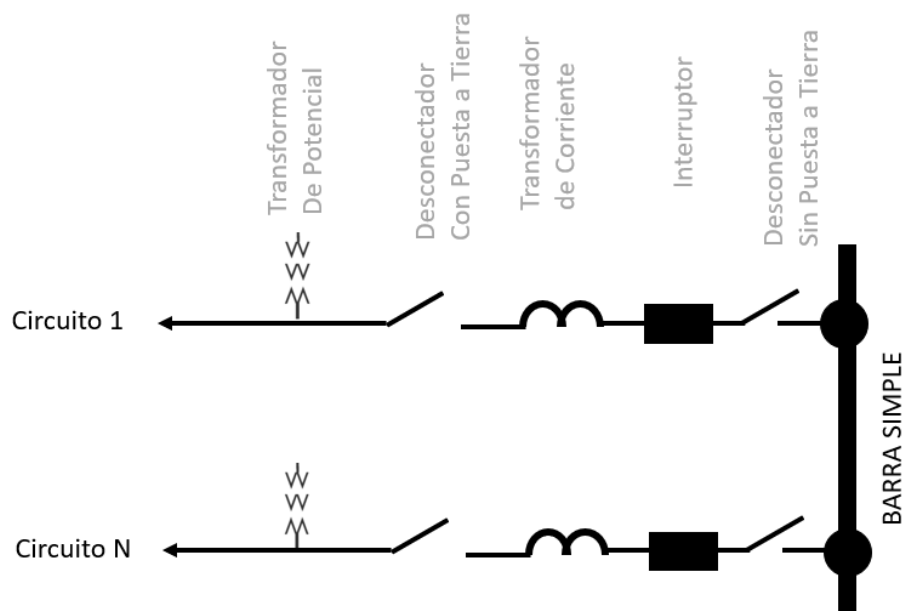 Transformador
De Potencial
Desconectador
Con Puesta a Tierra
Transformador
de Corriente
Interruptor
Desconectador
Sin Puesta a Tierra
Circuito 1
BARRA SIMPLE
Circuito N